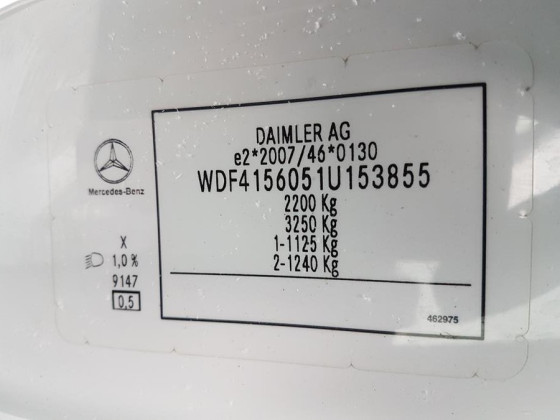 DAIMLER AG
e2*2007/46*0130
WDF4156051U153855
2200 Kg
3250 Kg
1-1125 Kg
2-1240 Kg
Mercedes-Benz
X
1,0 %
9147
0,5
462975